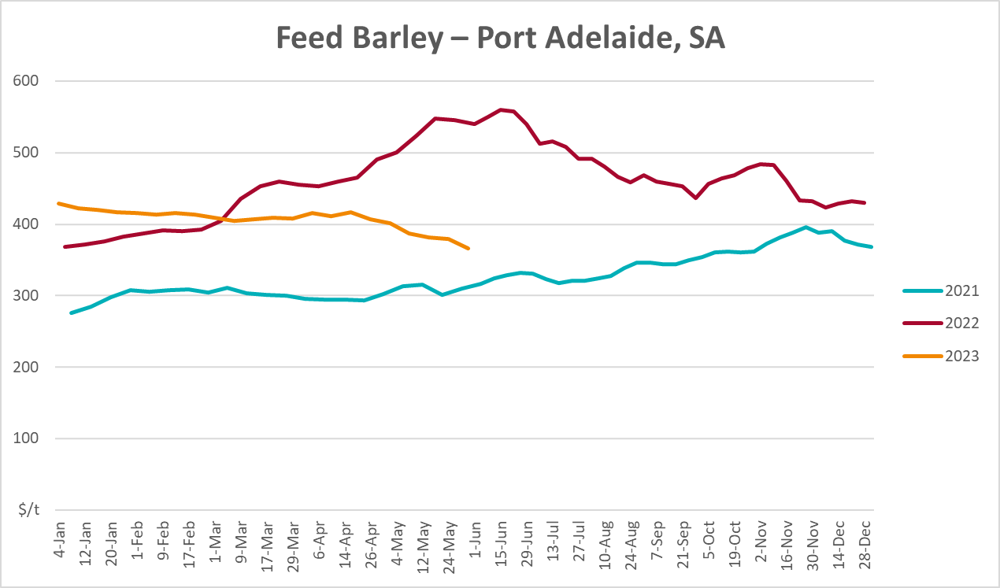 Feed Barley – Port Adelaide, SA
600
500
400
300
200
100
$/t
4-Jan
12-Jan
20-Jan
1-Feb
9-Feb
17-Feb
1-Mar
9-Mar
17-Mar
29-Mar
6-Apr
14-Apr
26-Apr
4-May
12-May
24-May
1-Jun
15-Jun
29-Jun
13-Jul
27-Jul
10-Aug
24-Aug
7-Sep
21-Sep
5-Oct
19-Oct
2-Nov
16-Nov
30-Nov
14-Dec
28-Dec
2021
2022
2023